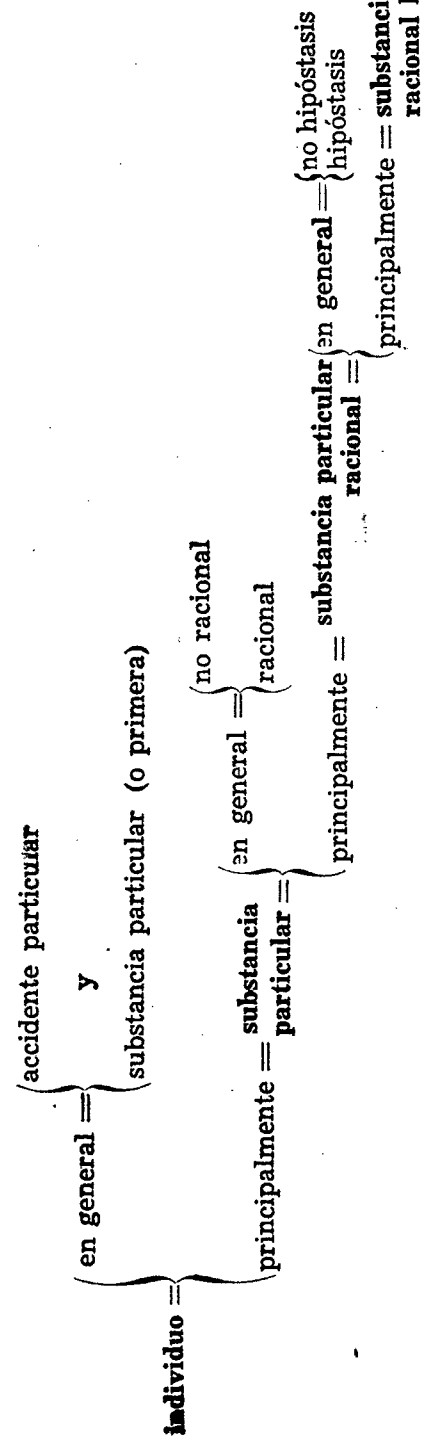 individuo =
en general =
accidente particular
y
substancia particular (o primera)
principalmente = substancia
particular =
en general =
no racional
racional
principalmente = substancia particular
racional =
en general =
no hipóstasis
hipóstasis
principalmente =
racional